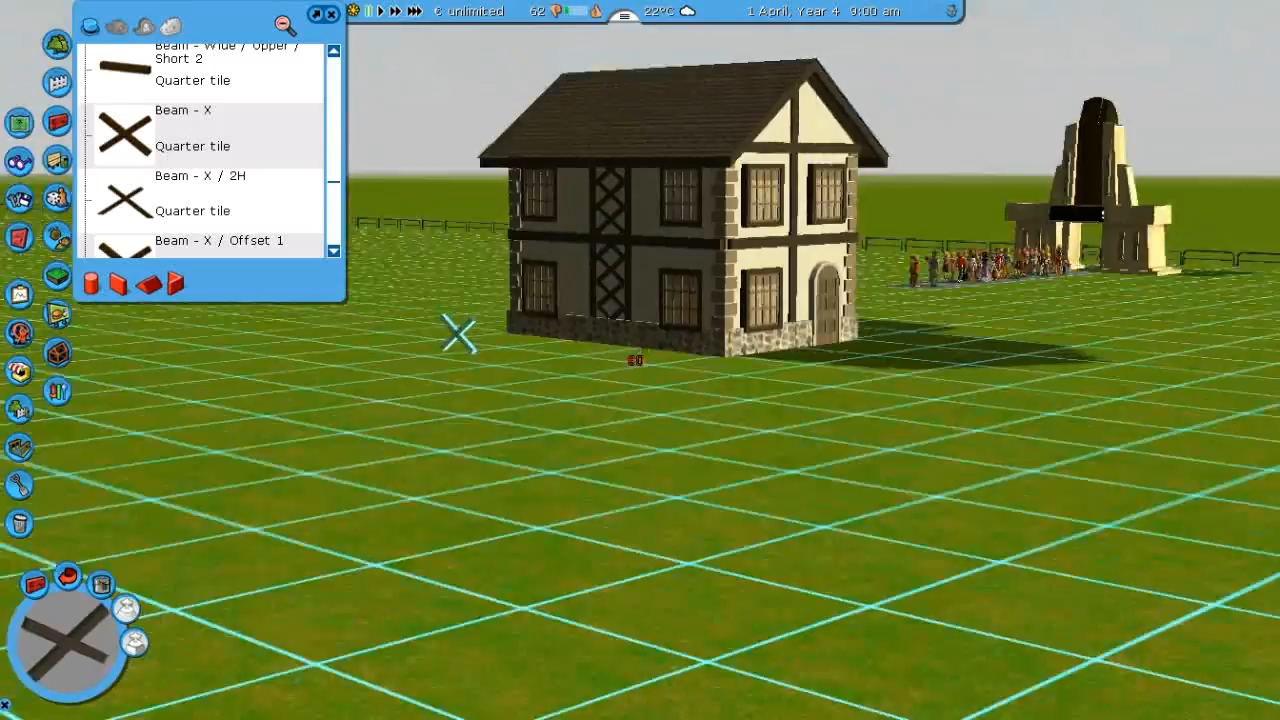 € unlimited
62
22°C
1 April, Year 4 9:00 am
Beam - Wide / Upper /
Short 2
Quarter tile
Beam - X
Quarter tile
Beam - X / 2H
Quarter tile
Beam - X / Offset 1
€0